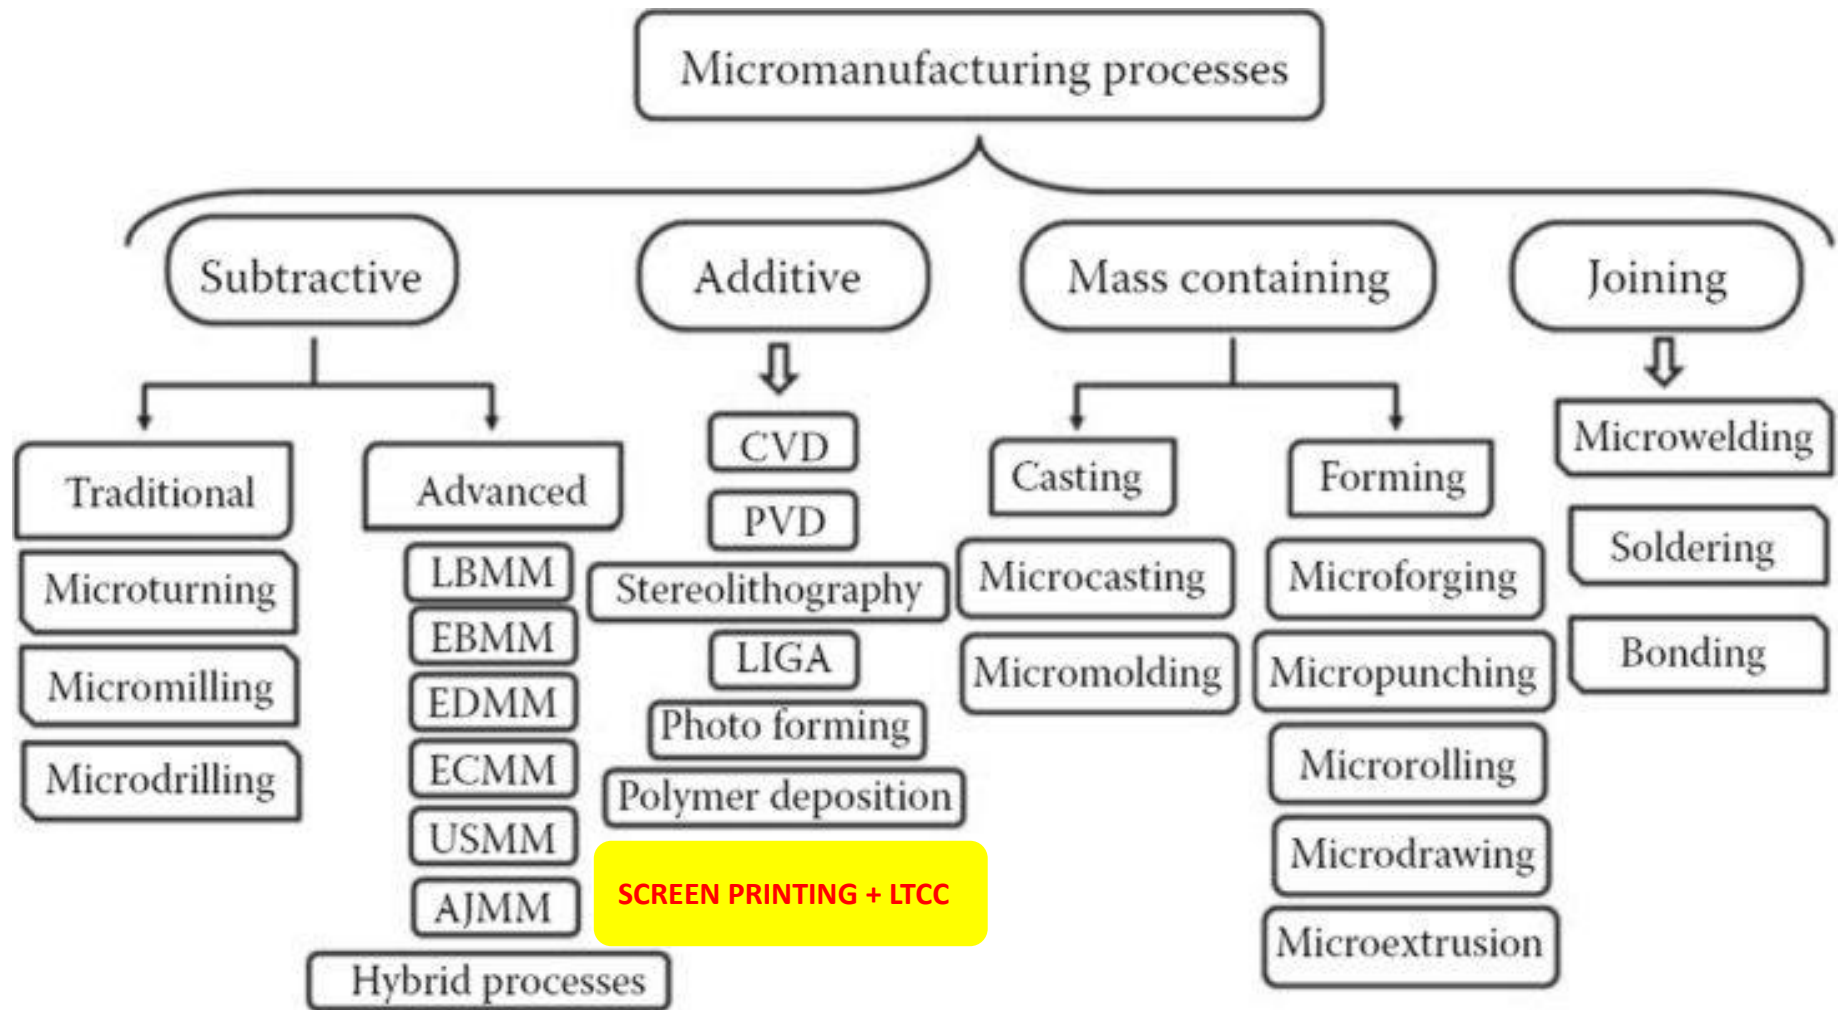 Micromanufacturing processes
Subtractive
Additive
Mass containing
Joining
Traditional
Microturning
Micromilling
Microdrilling
Advanced
LBMM
EBMM
EDMM
ECMM
USMM
AJMM
Hybrid processes
CVD
PVD
Stereolithography
LIGA
Photo forming
Polymer deposition
SCREEN PRINTING + LTCC
Casting
Microcasting
Micromolding
Forming
Microforging
Micropunching
Microrolling
Microdrawing
Microextrusion
Microwelding
Soldering
Bonding